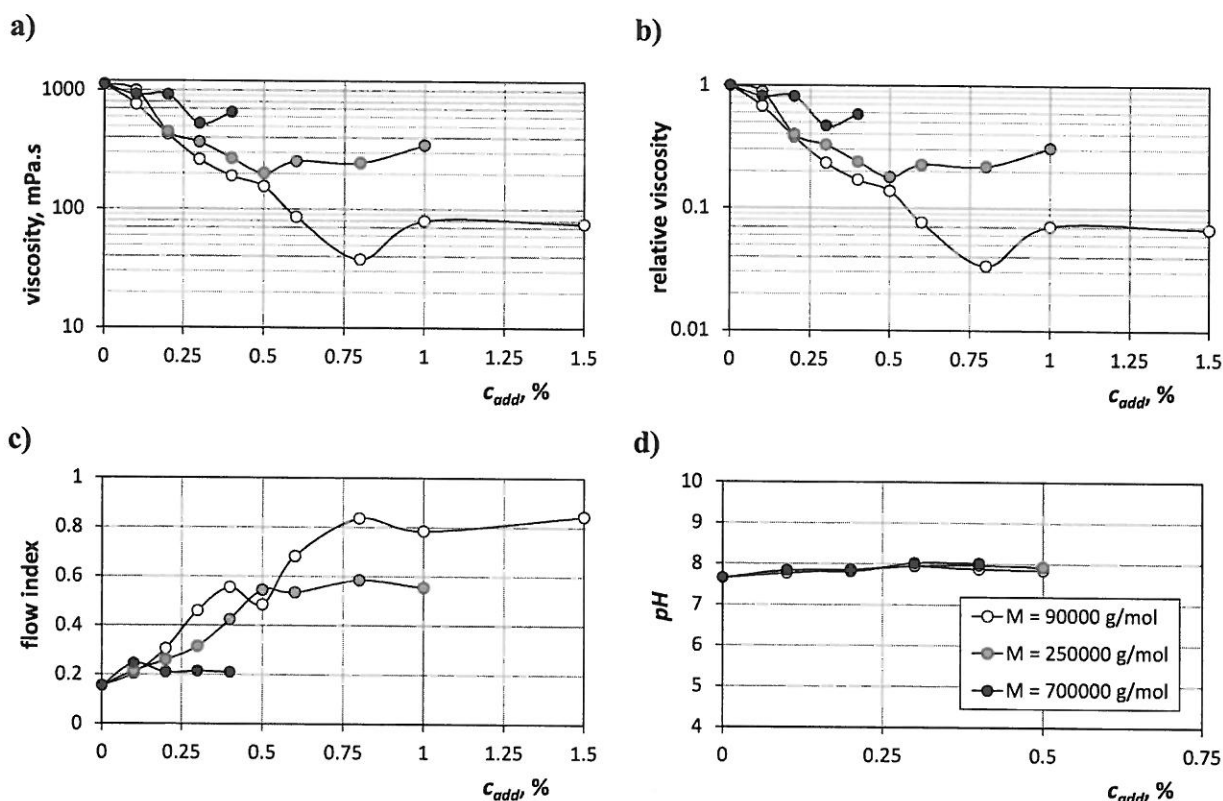 a)
viscosity, mPa.s
1000
100
10
0 0.25 0.5 0.75 1 1.25 1.5
c_add, %
b)
relative viscosity
1
0.1
0.01
0 0.25 0.5 0.75 1 1.25 1.5
c_add, %
c)
flow index
1
0.8
0.6
0.4
0.2
0
0 0.25 0.5 0.75 1 1.25 1.5
c_add, %
d)
pH
10
9
8
7
6
5
4
M = 90000 g/mol
M = 250000 g/mol
M = 700000 g/mol
0 0.25 0.5 0.75
c_add, %